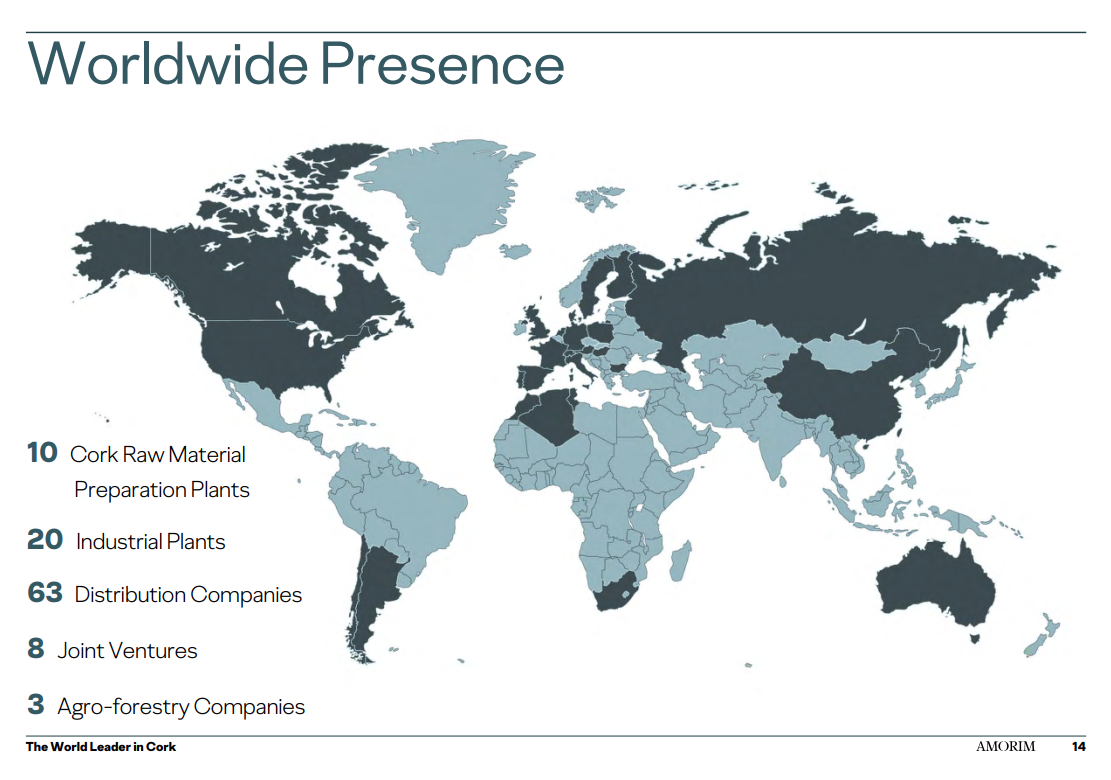 Worldwide Presence
10 Cork Raw Material
Preparation Plants
20 Industrial Plants
63 Distribution Companies
8 Joint Ventures
3 Agro-forestry Companies
The World Leader in Cork
AMORIM
14